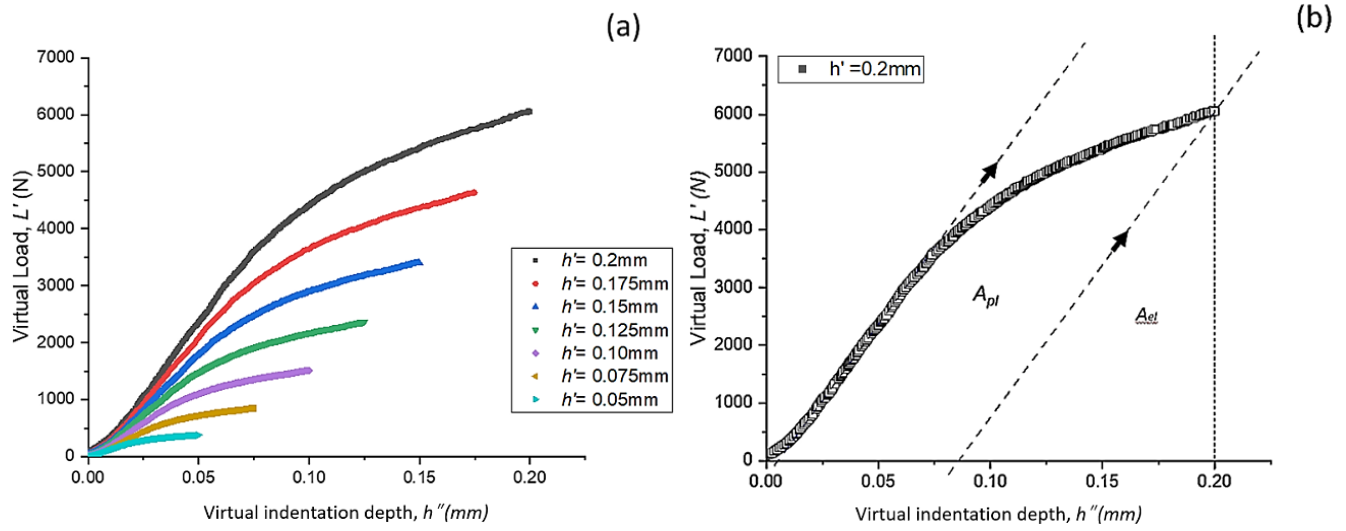 (a)
7000
6000
5000
4000
3000
2000
1000
0
Virtual Load, L' (N)
0.00 0.05 0.10 0.15 0.20
Virtual indentation depth, h''(mm)
h'= 0.2mm
h'= 0.175mm
h'= 0.15mm
h'= 0.125mm
h'= 0.10mm
h'= 0.075mm
h'= 0.05mm
(b)
h' =0.2mm
7000
6000
5000
4000
3000
2000
1000
0
Virtual Load, L' (N)
Apl
Ael
0.00 0.05 0.10 0.15 0.20
Virtual indentation depth, h''(mm)